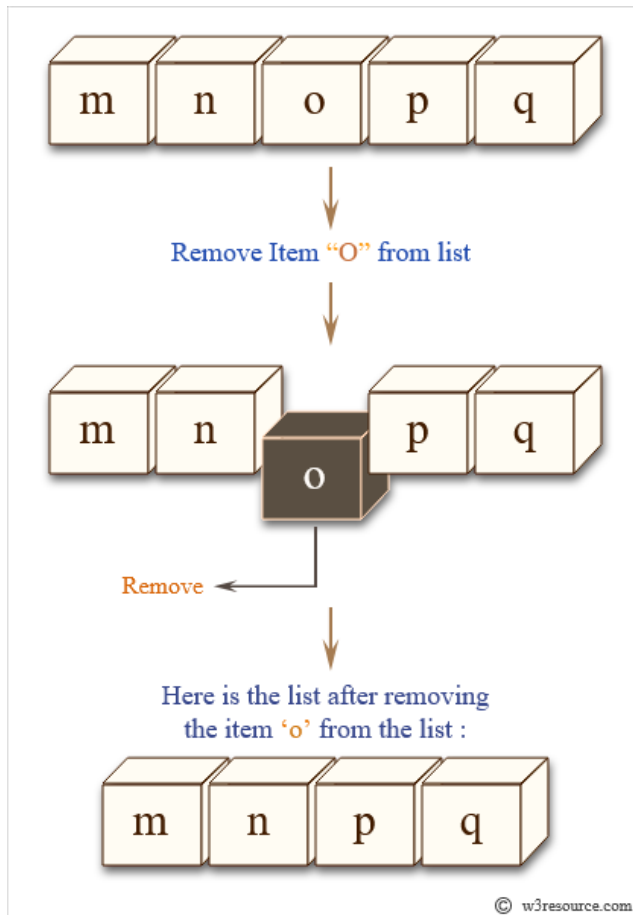 m n o p q
Remove Item “O” from list
m n o p q
Remove
Here is the list after removing
the item ‘o’ from the list :
m n p q
© w3resource.com